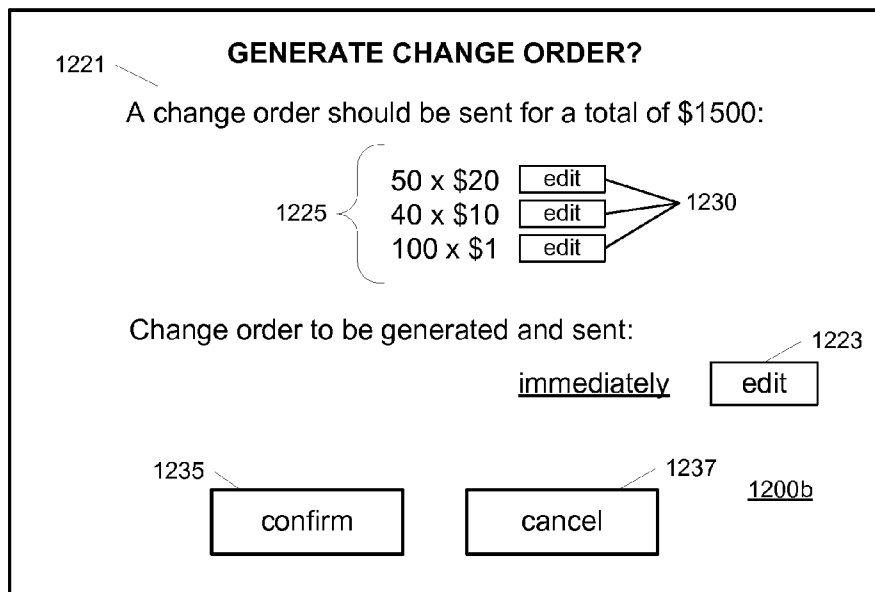 GENERATE CHANGE ORDER?
1221
A change order should be sent for a total of $1500:
1225
50 x $20 edit
40 x $10 edit
100 x $1 edit
1230
Change order to be generated and sent:
1223
immediately edit
1235
1237
confirm
cancel
1200b